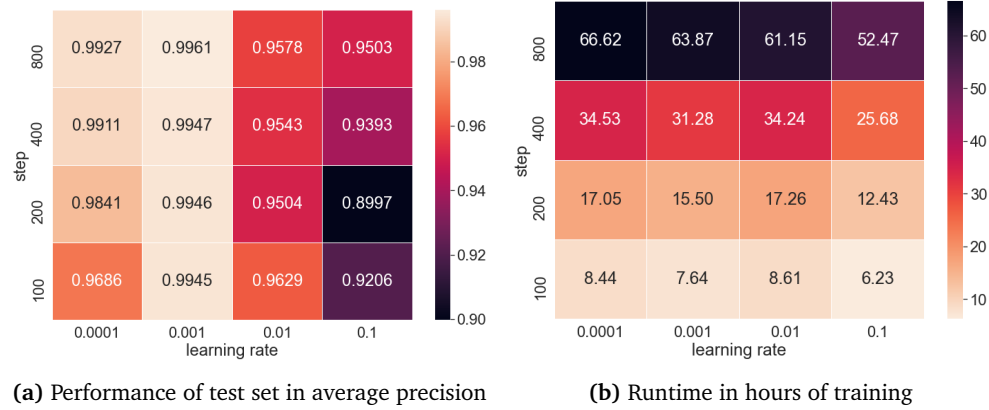 800 0.9927 0.9961 0.9578 0.9503
400 0.9911 0.9947 0.9543 0.9393
200 0.9841 0.9946 0.9504 0.8997
100 0.9686 0.9945 0.9629 0.9206
step
0.0001 0.001 0.01 0.1
learning rate
0.98
0.96
0.94
0.92
0.90
(a) Performance of test set in average precision
800 66.62 63.87 61.15 52.47
400 34.53 31.28 34.24 25.68
200 17.05 15.50 17.26 12.43
100 8.44 7.64 8.61 6.23
step
0.0001 0.001 0.01 0.1
learning rate
60
50
40
30
20
10
(b) Runtime in hours of training